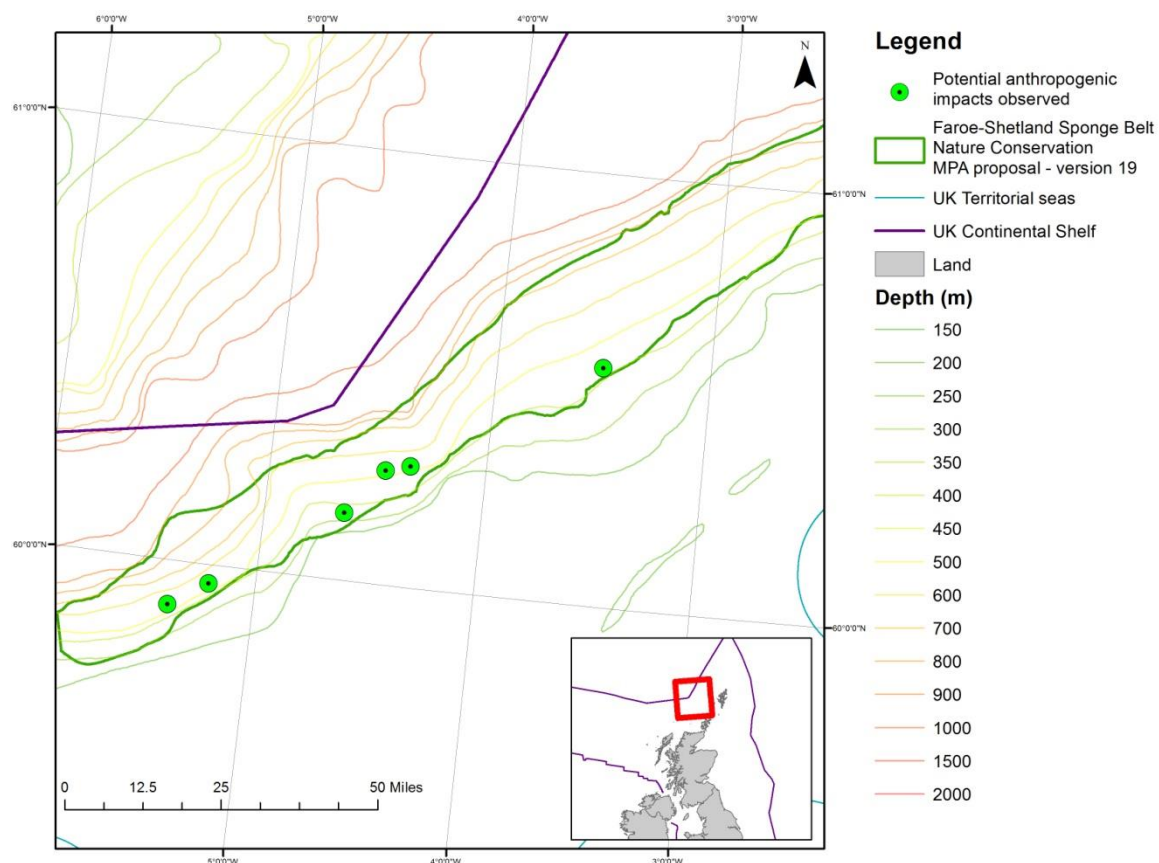 6°0'0"W
5°0'0"W
4°0'0"W
3°0'0"W
N
61°0'0"N
61°0'0"N
60°0'0"N
60°0'0"N
0
12.5
25
50 Miles
5°0'0"W
4°0'0"W
3°0'0"W
Legend
Potential anthropogenic
impacts observed
Faroe-Shetland Sponge Belt
Nature Conservation
MPA proposal - version 19
UK Territorial seas
UK Continental Shelf
Land
Depth (m)
150
200
250
300
350
400
450
500
600
700
800
900
1000
1500
2000